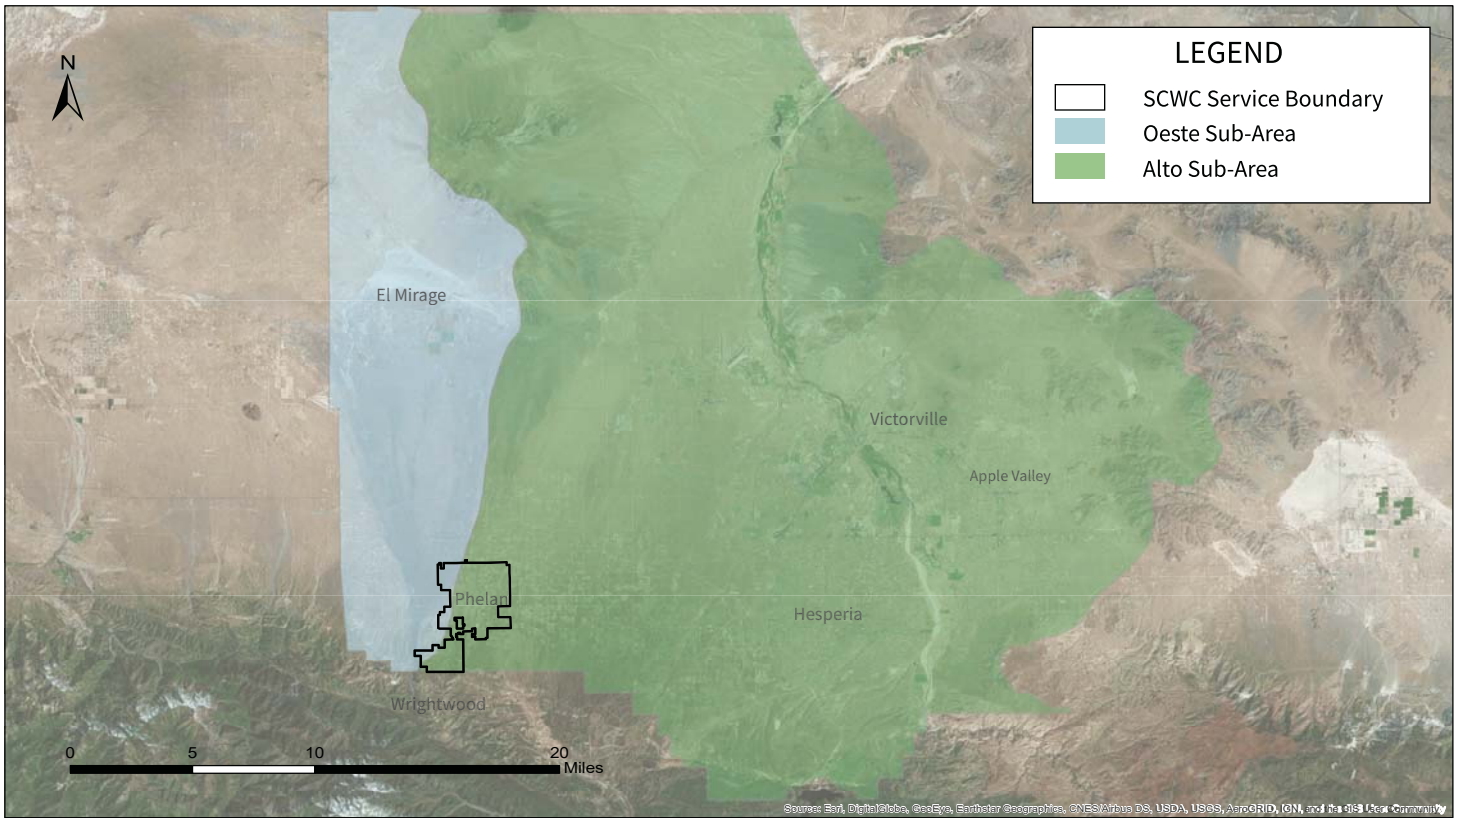 N
LEGEND
SCWC Service Boundary
Oeste Sub-Area
Alto Sub-Area
El Mirage
Victorville
Apple Valley
Phelan
Hesperia
Wrightwood
0 5 10 20
Miles
Source: Esri, DigitalGlobe, GeoEye, Earthstar Geographics, CNES/Airbus DS, USDA, USGS, AeroGRID, IGN, and the GIS User Community